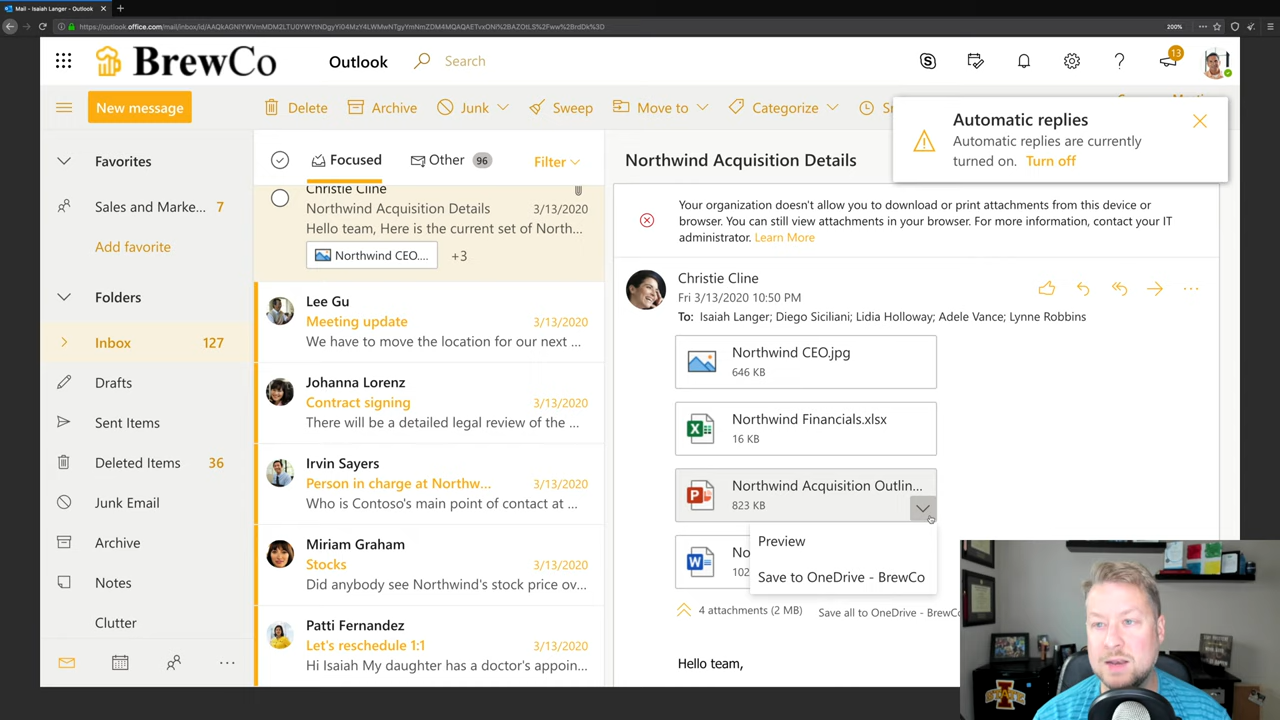 Mail - Isaiah Langer - Outlook
200%
BrewCo
Outlook
Search
13
New message
Delete
Archive
Junk
Sweep
Move to
Categorize
Automatic replies
Automatic replies are currently
turned on. Turn off
Favorites
Sales and Marke... 7
Add favorite
Folders
Inbox 127
Drafts
Sent Items
Deleted Items 36
Junk Email
Archive
Notes
Clutter
Focused
Other 96
Filter
Christie Cline
Northwind Acquisition Details 3/13/2020
Hello team, Here is the current set of North...
Northwind CEO....
+3
Lee Gu
Meeting update 3/13/2020
We have to move the location for our next ...
Johanna Lorenz
Contract signing 3/13/2020
There will be a detailed legal review of the ...
Irvin Sayers
Person in charge at Northw... 3/13/2020
Who is Contoso's main point of contact at ...
Miriam Graham
Stocks 3/13/2020
Did anybody see Northwind's stock price ov...
Patti Fernandez
Let's reschedule 1:1 3/13/2020
Hi Isaiah My daughter has a doctor's appoin...
Northwind Acquisition Details
Your organization doesn't allow you to download or print attachments from this device or
browser. You can still view attachments in your browser. For more information, contact your IT
administrator. Learn More
Christie Cline
Fri 3/13/2020 10:50 PM
To: Isaiah Langer; Diego Siciliani; Lidia Holloway; Adele Vance; Lynne Robbins
Northwind CEO.jpg
646 KB
Northwind Financials.xlsx
16 KB
Northwind Acquisition Outlin...
823 KB
Preview
Save to OneDrive - BrewCo
4 attachments (2 MB) Save all to OneDrive - BrewCo
Hello team,